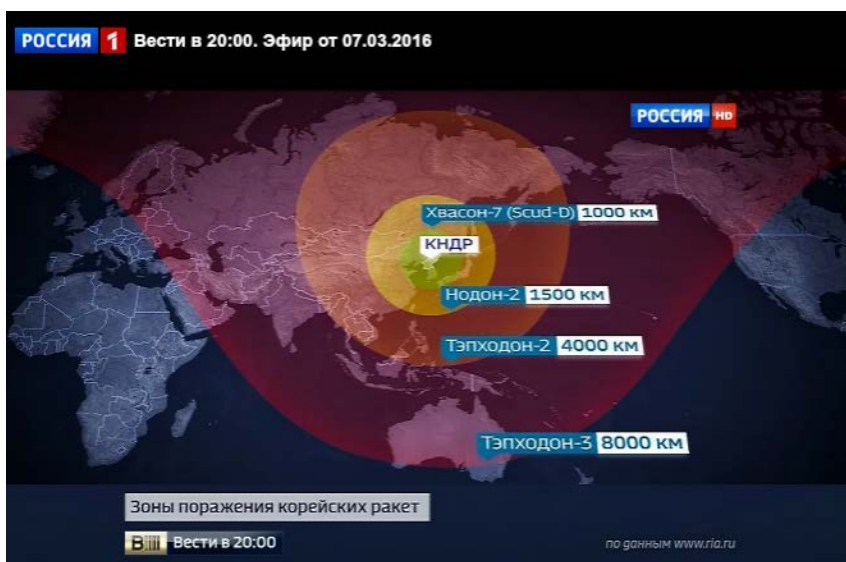 РОССИЯ 1 Вести в 20:00. Эфир от 07.03.2016
РОССИЯ HD
Хвасон-7 (Scud-D) 1000 км
КНДР
Нодон-2 1500 км
Тэпходон-2 4000 км
Тэпходон-3 8000 км
Зоны поражения корейских ракет
В Вести в 20:00
по данным www.ria.ru